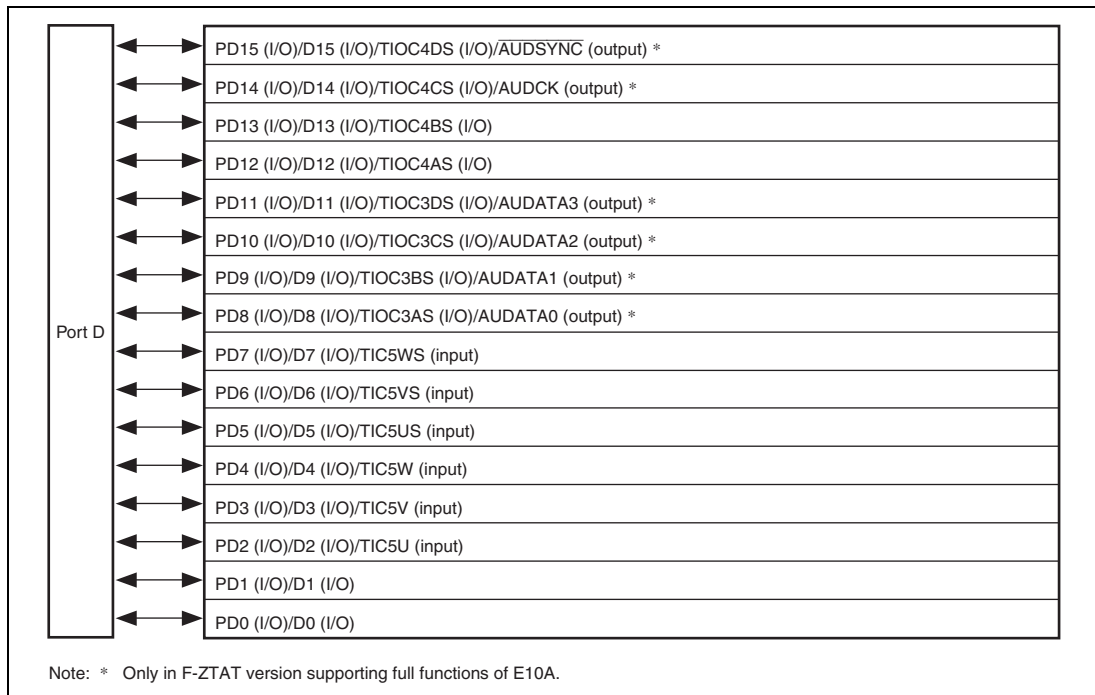 Port D
PD15 (I/O)/D15 (I/O)/TIOC4DS (I/O)/A̅U̅D̅S̅Y̅N̅C̅ (output) *
PD14 (I/O)/D14 (I/O)/TIOC4CS (I/O)/AUDCK (output) *
PD13 (I/O)/D13 (I/O)/TIOC4BS (I/O)
PD12 (I/O)/D12 (I/O)/TIOC4AS (I/O)
PD11 (I/O)/D11 (I/O)/TIOC3DS (I/O)/AUDATA3 (output) *
PD10 (I/O)/D10 (I/O)/TIOC3CS (I/O)/AUDATA2 (output) *
PD9 (I/O)/D9 (I/O)/TIOC3BS (I/O)/AUDATA1 (output) *
PD8 (I/O)/D8 (I/O)/TIOC3AS (I/O)/AUDATA0 (output) *
PD7 (I/O)/D7 (I/O)/TIC5WS (input)
PD6 (I/O)/D6 (I/O)/TIC5VS (input)
PD5 (I/O)/D5 (I/O)/TIC5US (input)
PD4 (I/O)/D4 (I/O)/TIC5W (input)
PD3 (I/O)/D3 (I/O)/TIC5V (input)
PD2 (I/O)/D2 (I/O)/TIC5U (input)
PD1 (I/O)/D1 (I/O)
PD0 (I/O)/D0 (I/O)
Note: * Only in F-ZTAT version supporting full functions of E10A.